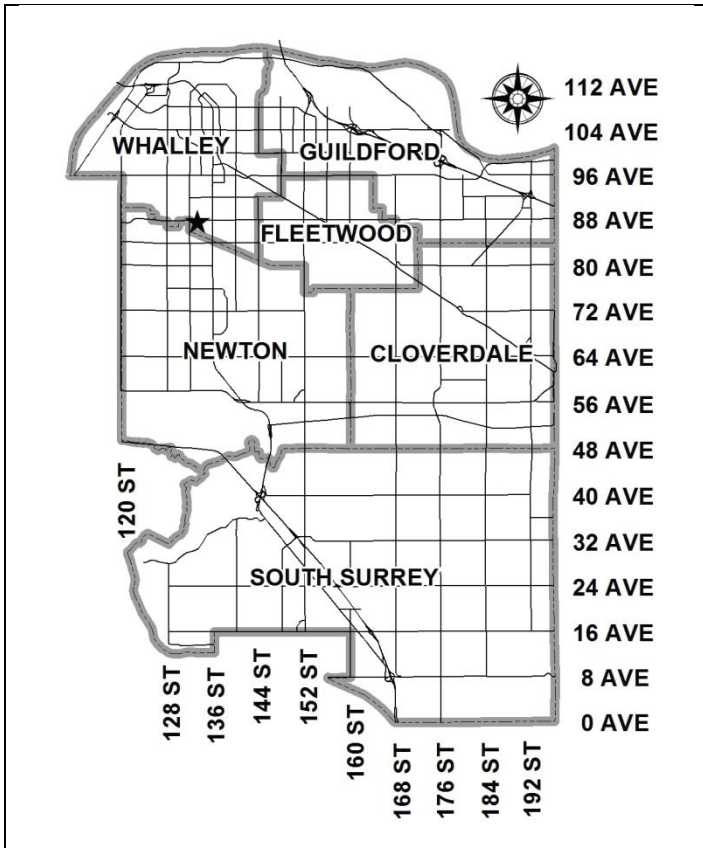 112 AVE
104 AVE
WHALLEY
GUILDFORD
96 AVE
88 AVE
FLEETWOOD
80 AVE
72 AVE
NEWTON
CLOVERDALE
64 AVE
56 AVE
48 AVE
120 ST
40 AVE
32 AVE
SOUTH SURREY
24 AVE
16 AVE
128 ST
136 ST
144 ST
152 ST
160 ST
8 AVE
0 AVE
168 ST
176 ST
184 ST
192 ST